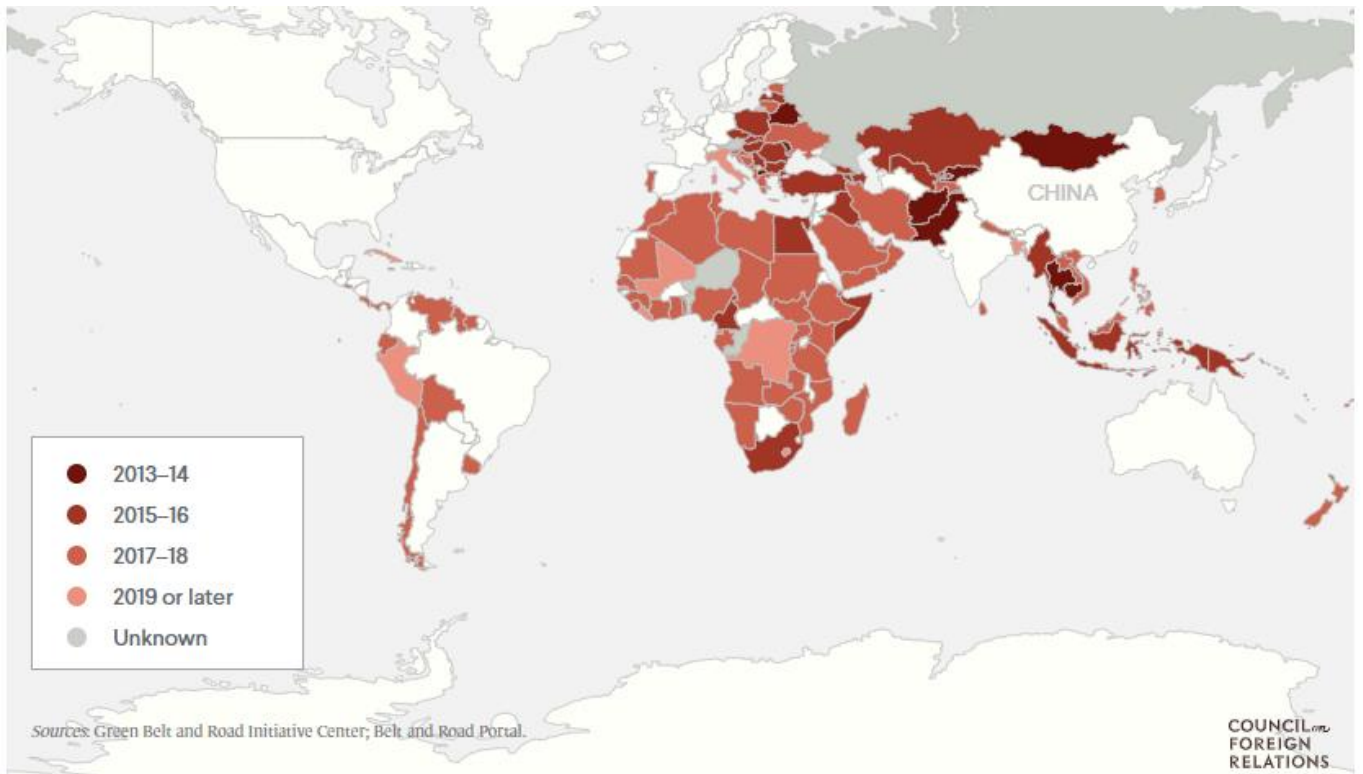 CHINA
2013–14
2015–16
2017–18
2019 or later
Unknown
Sources: Green Belt and Road Initiative Center; Belt and Road Portal.
COUNCIL on
FOREIGN
RELATIONS